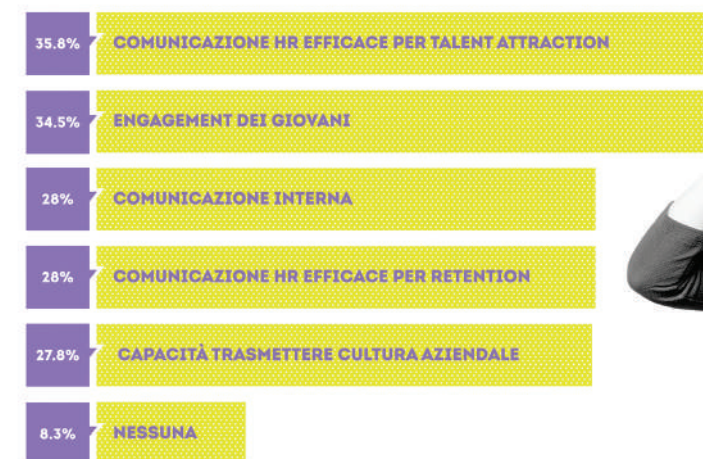 35.8% COMUNICAZIONE HR EFFICACE PER TALENT ATTRACTION
34.5% ENGAGEMENT DEI GIOVANI
28% COMUNICAZIONE INTERNA
28% COMUNICAZIONE HR EFFICACE PER RETENTION
27.8% CAPACITÀ TRASMETTERE CULTURA AZIENDALE
8.3% NESSUNA